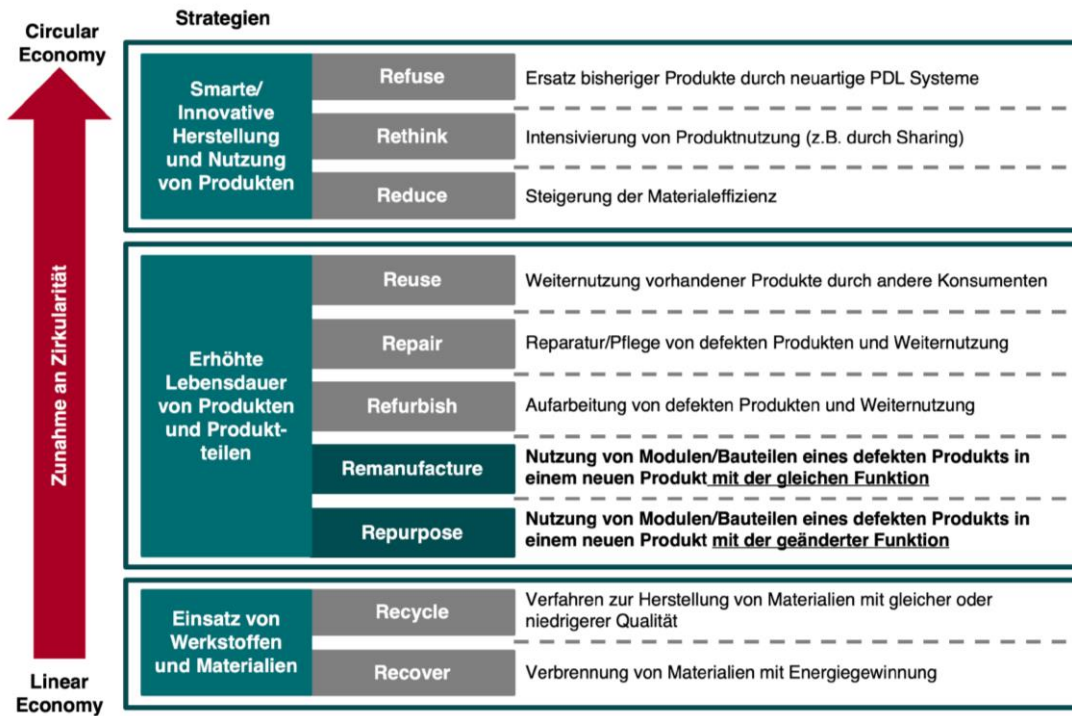 Strategien
Circular
Economy
Zunahme an Zirkularität
Linear
Economy
Smarte/
Innovative
Herstellung
und Nutzung
von Produkten
Refuse
Ersatz bisheriger Produkte durch neuartige PDL Systeme
Rethink
Intensivierung von Produktnutzung (z.B. durch Sharing)
Reduce
Steigerung der Materialeffizienz
Erhöhte
Lebensdauer
von Produkten
und Produkt-
teilen
Reuse
Weiternutzung vorhandener Produkte durch andere Konsumenten
Repair
Reparatur/Pflege von defekten Produkten und Weiternutzung
Refurbish
Aufarbeitung von defekten Produkten und Weiternutzung
Remanufacture
Nutzung von Modulen/Bauteilen eines defekten Produkts in
einem neuen Produkt mit der gleichen Funktion
Repurpose
Nutzung von Modulen/Bauteilen eines defekten Produkts in
einem neuen Produkt mit der geänderter Funktion
Einsatz von
Werkstoffen
und Materialien
Recycle
Verfahren zur Herstellung von Materialien mit gleicher oder
niedrigerer Qualität
Recover
Verbrennung von Materialien mit Energiegewinnung